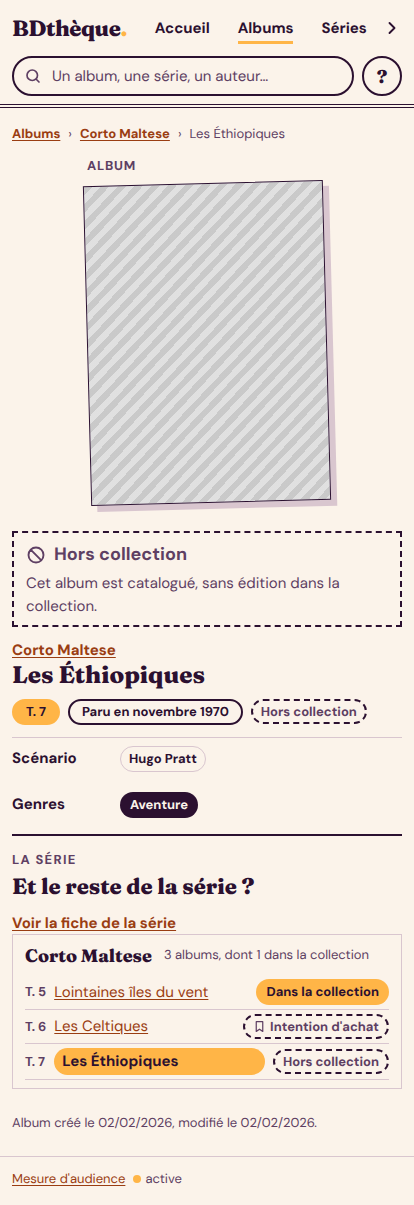 BDthèque. Accueil Albums Séries
Un album, une série, un auteur... ?
Albums › Corto Maltese › Les Éthiopiques
ALBUM
Hors collection
Cet album est catalogué, sans édition dans la
collection.
Corto Maltese
Les Éthiopiques
T. 7 Paru en novembre 1970 Hors collection
Scénario Hugo Pratt
Genres Aventure
LA SÉRIE
Et le reste de la série ?
Voir la fiche de la série
Corto Maltese 3 albums, dont 1 dans la collection
T. 5 Lointaines îles du vent Dans la collection
T. 6 Les Celtiques Intention d'achat
T. 7 Les Éthiopiques Hors collection
Album créé le 02/02/2026, modifié le 02/02/2026.
Mesure d'audience active